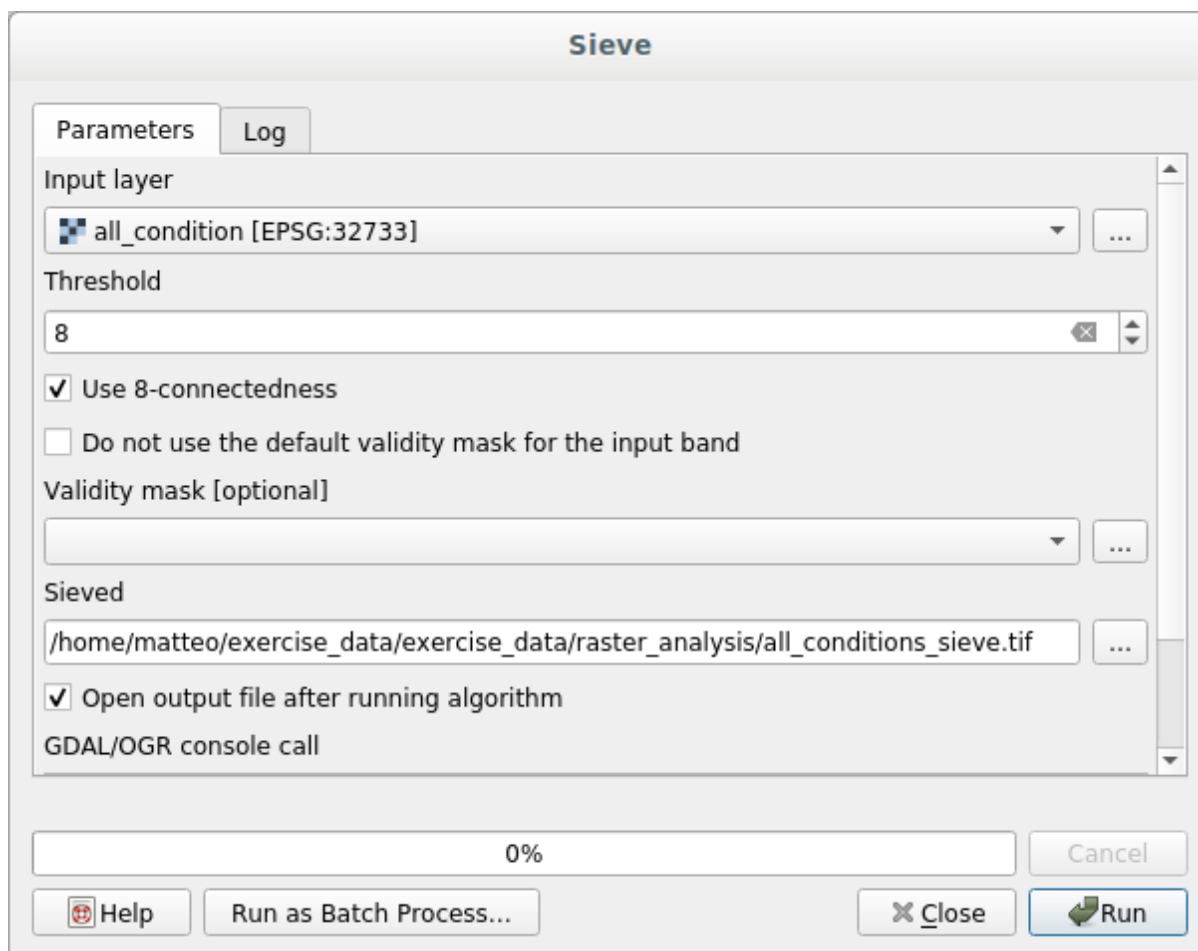 Sieve
Parameters
Log
Input layer
all_condition [EPSG:32733]
...
Threshold
8
Use 8-connectedness
Do not use the default validity mask for the input band
Validity mask [optional]
...
Sieved
/home/matteo/exercise_data/exercise_data/raster_analysis/all_conditions_sieve.tif
...
Open output file after running algorithm
GDAL/OGR console call
0%
Cancel
Help
Run as Batch Process...
Close
Run